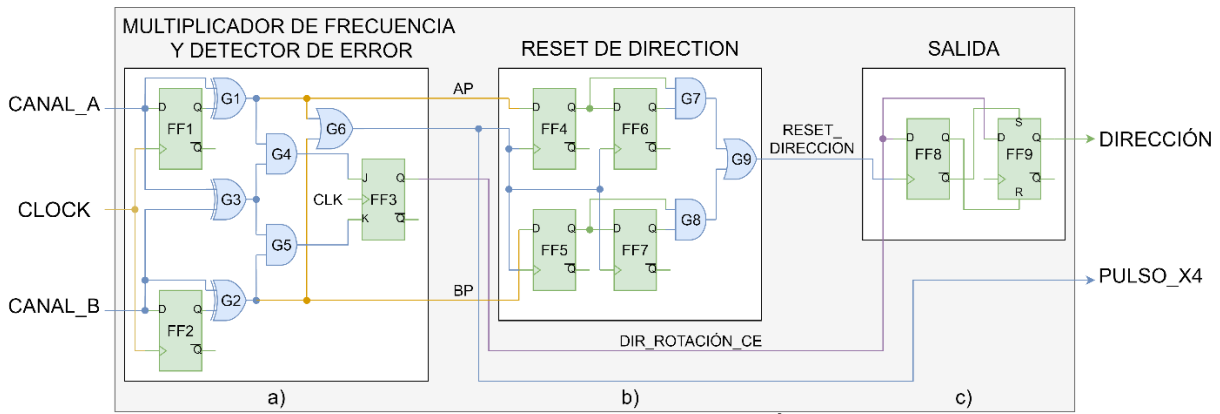 MULTIPLICADOR DE FRECUENCIA
Y DETECTOR DE ERROR
RESET DE DIRECTION
SALIDA
CANAL_A
CLOCK
CANAL_B
D Q
FF1
Q
G1
G3
D Q
FF2
Q
G2
G4
G5
G6
J Q
CLK
FF3
K Q
AP
BP
D Q
FF4
Q
D Q
FF6
Q
G7
D Q
FF5
Q
D Q
FF7
Q
G8
G9
RESET_
DIRECCIÓN
D Q
FF8
Q
S
D Q
FF9
Q
R
DIRECCIÓN
PULSO_X4
DIR_ROTACIÓN_CE
a)
b)
c)